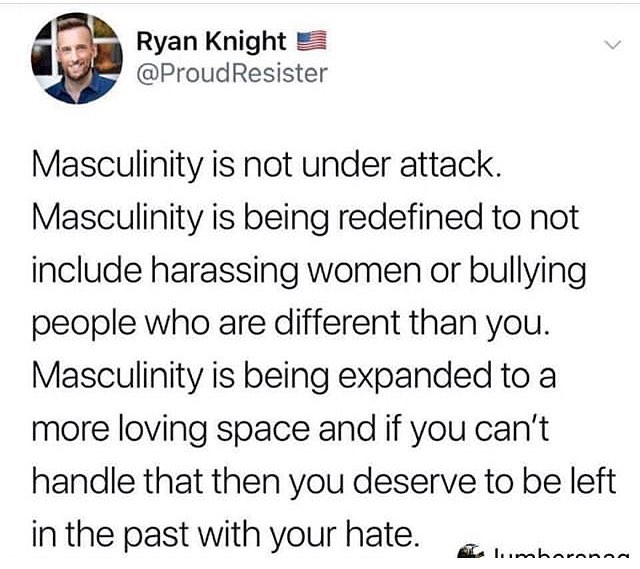 Ryan Knight
@ProudResister
Masculinity is not under attack.
Masculinity is being redefined to not
include harassing women or bullying
people who are different than you.
Masculinity is being expanded to a
more loving space and if you can't
handle that then you deserve to be left
in the past with your hate.